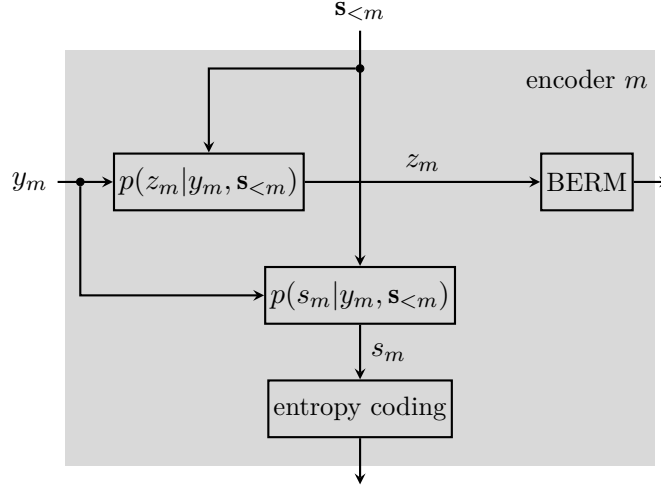 𝐬<m
encoder m
y_m
p(z_m|y_m, 𝐬<m)
z_m
BERM
p(s_m|y_m, 𝐬<m)
s_m
entropy coding